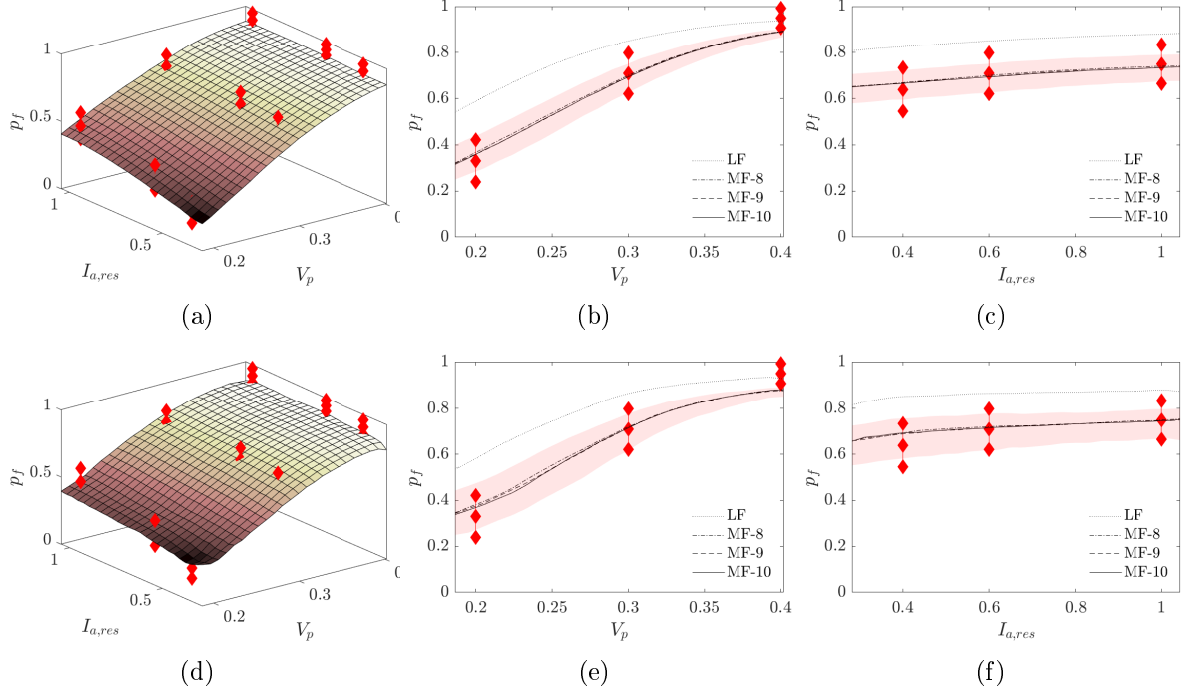 1
0.5
0
p_f
1
0.5
I_{a,res}
0.2
0.3
0
V_p
(a)
1
0.8
0.6
0.4
0.2
0
p_f
LF
MF-8
MF-9
MF-10
0.2 0.25 0.3 0.35 0.4
V_p
(b)
1
0.8
0.6
0.4
0.2
0
p_f
LF
MF-8
MF-9
MF-10
0.4 0.6 0.8 1
I_{a,res}
(c)
1
0.5
0
p_f
1
0.5
I_{a,res}
0.2
0.3
0
V_p
(d)
1
0.8
0.6
0.4
0.2
0
p_f
LF
MF-8
MF-9
MF-10
0.2 0.25 0.3 0.35 0.4
V_p
(e)
1
0.8
0.6
0.4
0.2
0
p_f
LF
MF-8
MF-9
MF-10
0.4 0.6 0.8 1
I_{a,res}
(f)